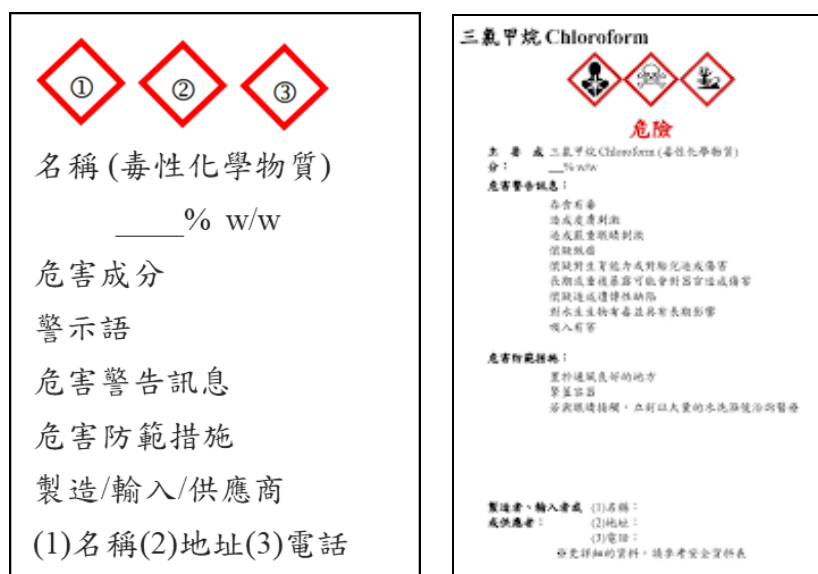 ①
②
③
名稱 (毒性化學物質)
____% w/w
危害成分
警示語
危害警告訊息
危害防範措施
製造/輸入/供應商
(1)名稱(2)地址(3)電話
三氯甲烷 Chloroform
危險
主 要 成 三氯甲烷 Chloroform (毒性化學物質)
分： __% w/w
危害警告訊息：
吞食有毒
造成皮膚刺激
造成嚴重眼睛刺激
懷疑致癌
懷疑對生育能力或對胎兒造成傷害
長期或重複暴露可能會對器官造成傷害
懷疑造成遺傳性缺陷
對水生生物有毒並具有長期影響
吸入有害
危害防範措施：
置於通風良好的地方
緊蓋容器
若與眼睛接觸，立刻以大量的水洗滌後洽詢醫療
製造者、輸入者或 (1)名稱：
或供應者： (2)地址：
(3)電話：
※更詳細的資料，請參考安全資料表